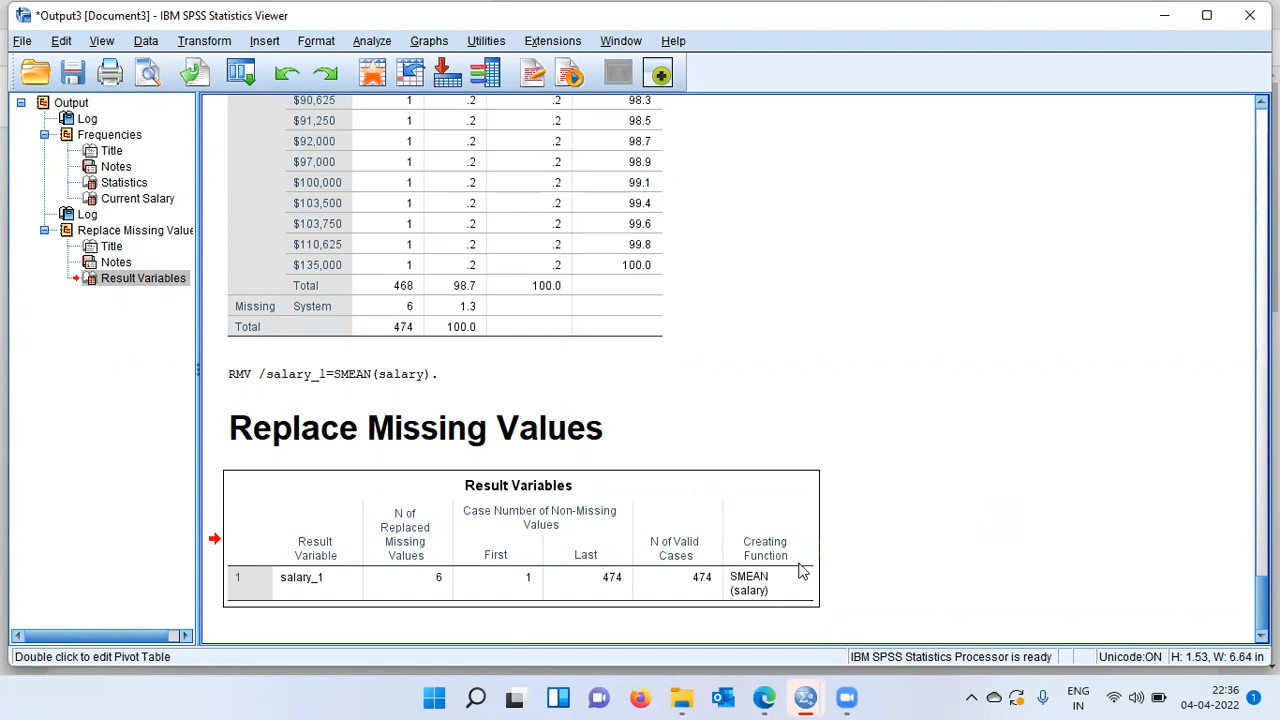 *Output3 [Document3] - IBM SPSS Statistics Viewer
File Edit View Data Transform Insert Format Analyze Graphs Utilities Extensions Window Help
Output
Log
Frequencies
Title
Notes
Statistics
Current Salary
Log
Replace Missing Value
Title
Notes
Result Variables
$90,625 1 .2 .2 98.3
$91,250 1 .2 .2 98.5
$92,000 1 .2 .2 98.7
$97,000 1 .2 .2 98.9
$100,000 1 .2 .2 99.1
$103,500 1 .2 .2 99.4
$103,750 1 .2 .2 99.6
$110,625 1 .2 .2 99.8
$135,000 1 .2 .2 100.0
Total 468 98.7 100.0
Missing System 6 1.3
Total 474 100.0
RMV /salary_1=SMEAN(salary).
Replace Missing Values
Result Variables
Result
Variable
N of
Replaced
Missing
Values
Case Number of Non-Missing
Values
First Last
N of Valid
Cases
Creating
Function
1 salary_1 6 1 474 474 SMEAN
(salary)
Double click to edit Pivot Table
IBM SPSS Statistics Processor is ready Unicode:ON H: 1.53, W: 6.64 in
ENG
IN
22:36
04-04-2022
1